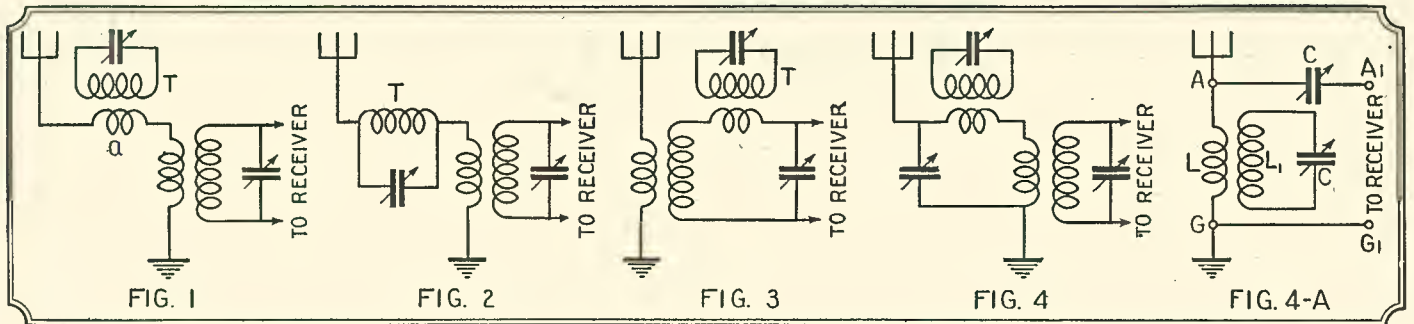 T
a
TO RECEIVER
FIG. 1
T
TO RECEIVER
FIG. 2
T
TO RECEIVER
FIG. 3
TO RECEIVER
FIG. 4
A
C
A1
L
L1
C
TO RECEIVER
G
G1
FIG. 4-A